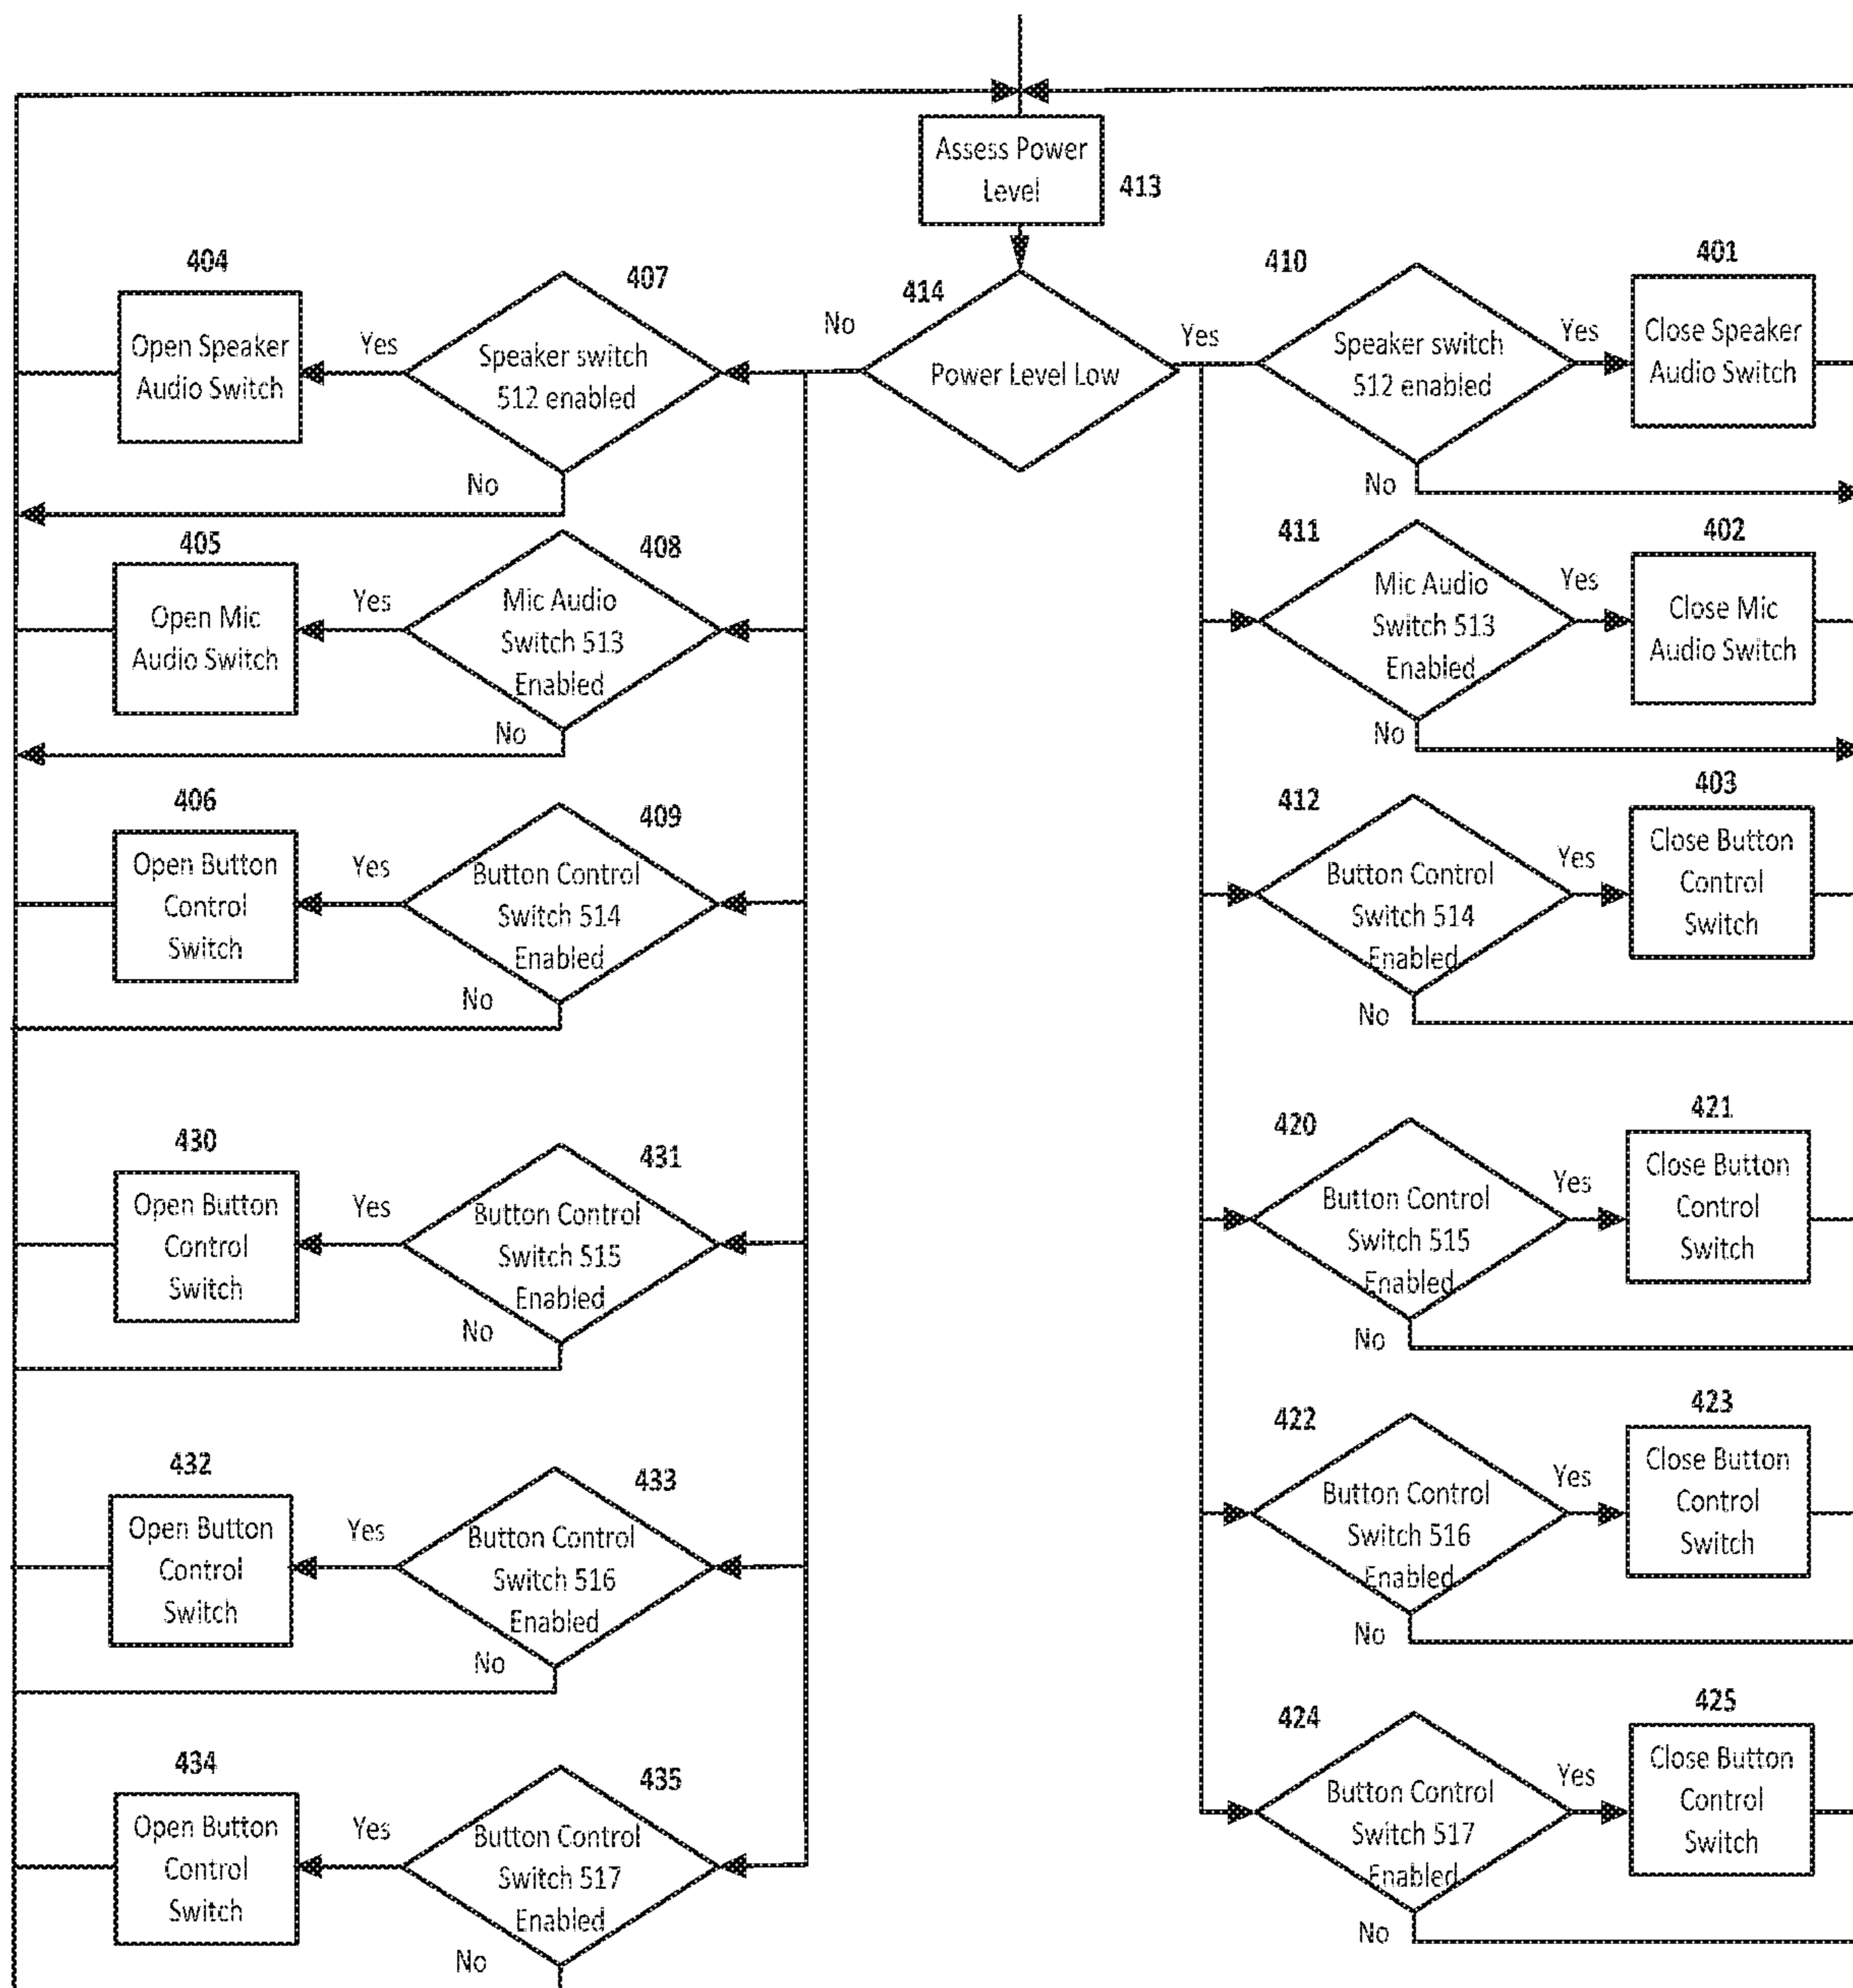 Assess Power
Level
413
404
407
414
410
401
Open Speaker
Audio Switch
Yes
Speaker switch
512 enabled
No
Power Level Low
Yes
Speaker switch
512 enabled
Yes
Close Speaker
Audio Switch
No
No
405
408
411
402
Open Mic
Audio Switch
Yes
Mic Audio
Switch 513
Enabled
Mic Audio
Switch 513
Enabled
Yes
Close Mic
Audio Switch
No
No
406
409
412
403
Open Button
Control
Switch
Yes
Button Control
Switch 514
Enabled
Button Control
Switch 514
Enabled
Yes
Close Button
Control
Switch
No
No
430
431
420
421
Open Button
Control
Switch
Yes
Button Control
Switch 515
Enabled
Button Control
Switch 515
Enabled
Yes
Close Button
Control
Switch
No
No
432
433
422
423
Open Button
Control
Switch
Yes
Button Control
Switch 516
Enabled
Button Control
Switch 516
Enabled
Yes
Close Button
Control
Switch
No
No
434
435
424
425
Open Button
Control
Switch
Yes
Button Control
Switch 517
Enabled
Button Control
Switch 517
Enabled
Yes
Close Button
Control
Switch
No
No